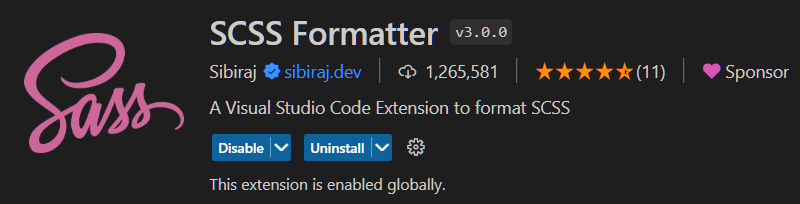 Sass
SCSS Formatter v3.0.0
Sibiraj sibiraj.dev 1,265,581 (11) Sponsor
A Visual Studio Code Extension to format SCSS
Disable Uninstall
This extension is enabled globally.